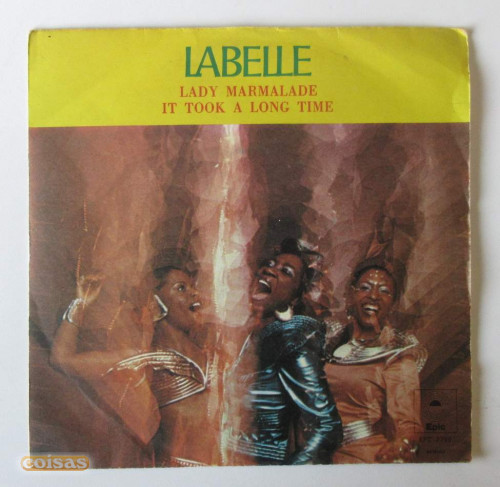 LABELLE
LADY MARMALADE
IT TOOK A LONG TIME
Epic
coisas